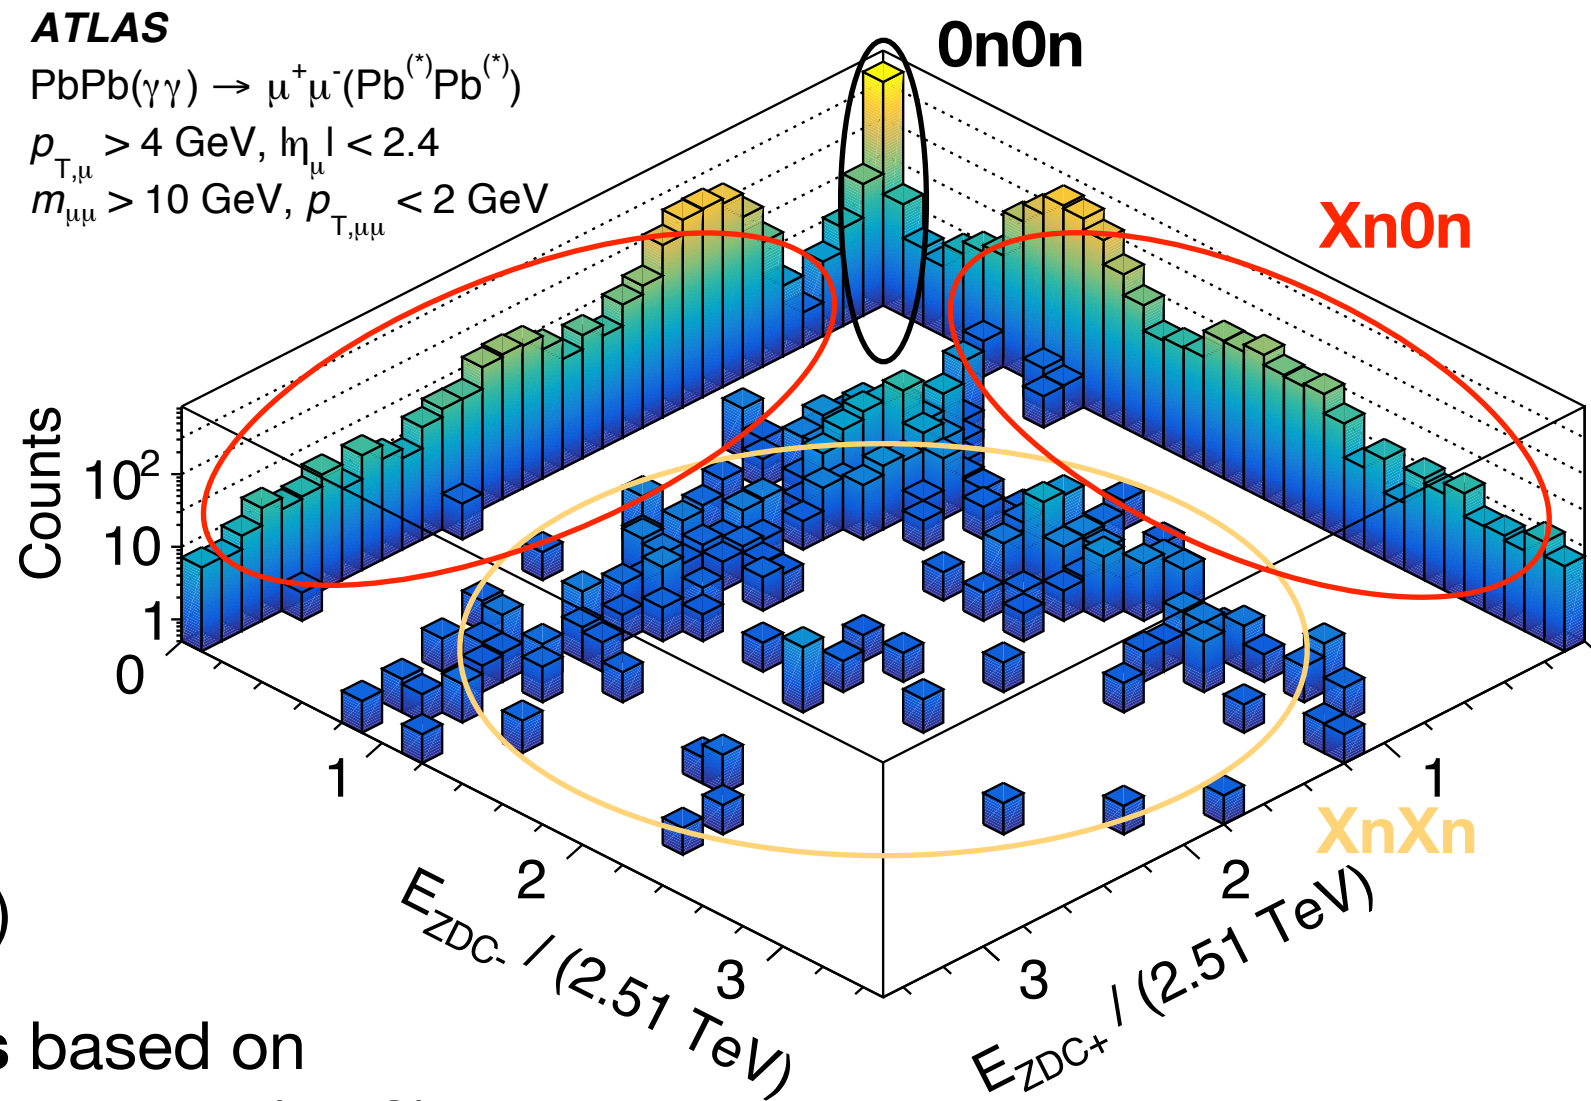 ATLAS
PbPb(γγ) → μ⁺μ⁻(Pb⁽*⁾Pb⁽*⁾)
p_T,μ > 4 GeV, |η_μ| < 2.4
m_μμ > 10 GeV, p_T,μμ < 2 GeV
0n0n
Xn0n
XnXn
Counts
10²
10
1
0
1
2
3
E_ZDC- / (2.51 TeV)
1
2
3
E_ZDC+ / (2.51 TeV)
)
s based on